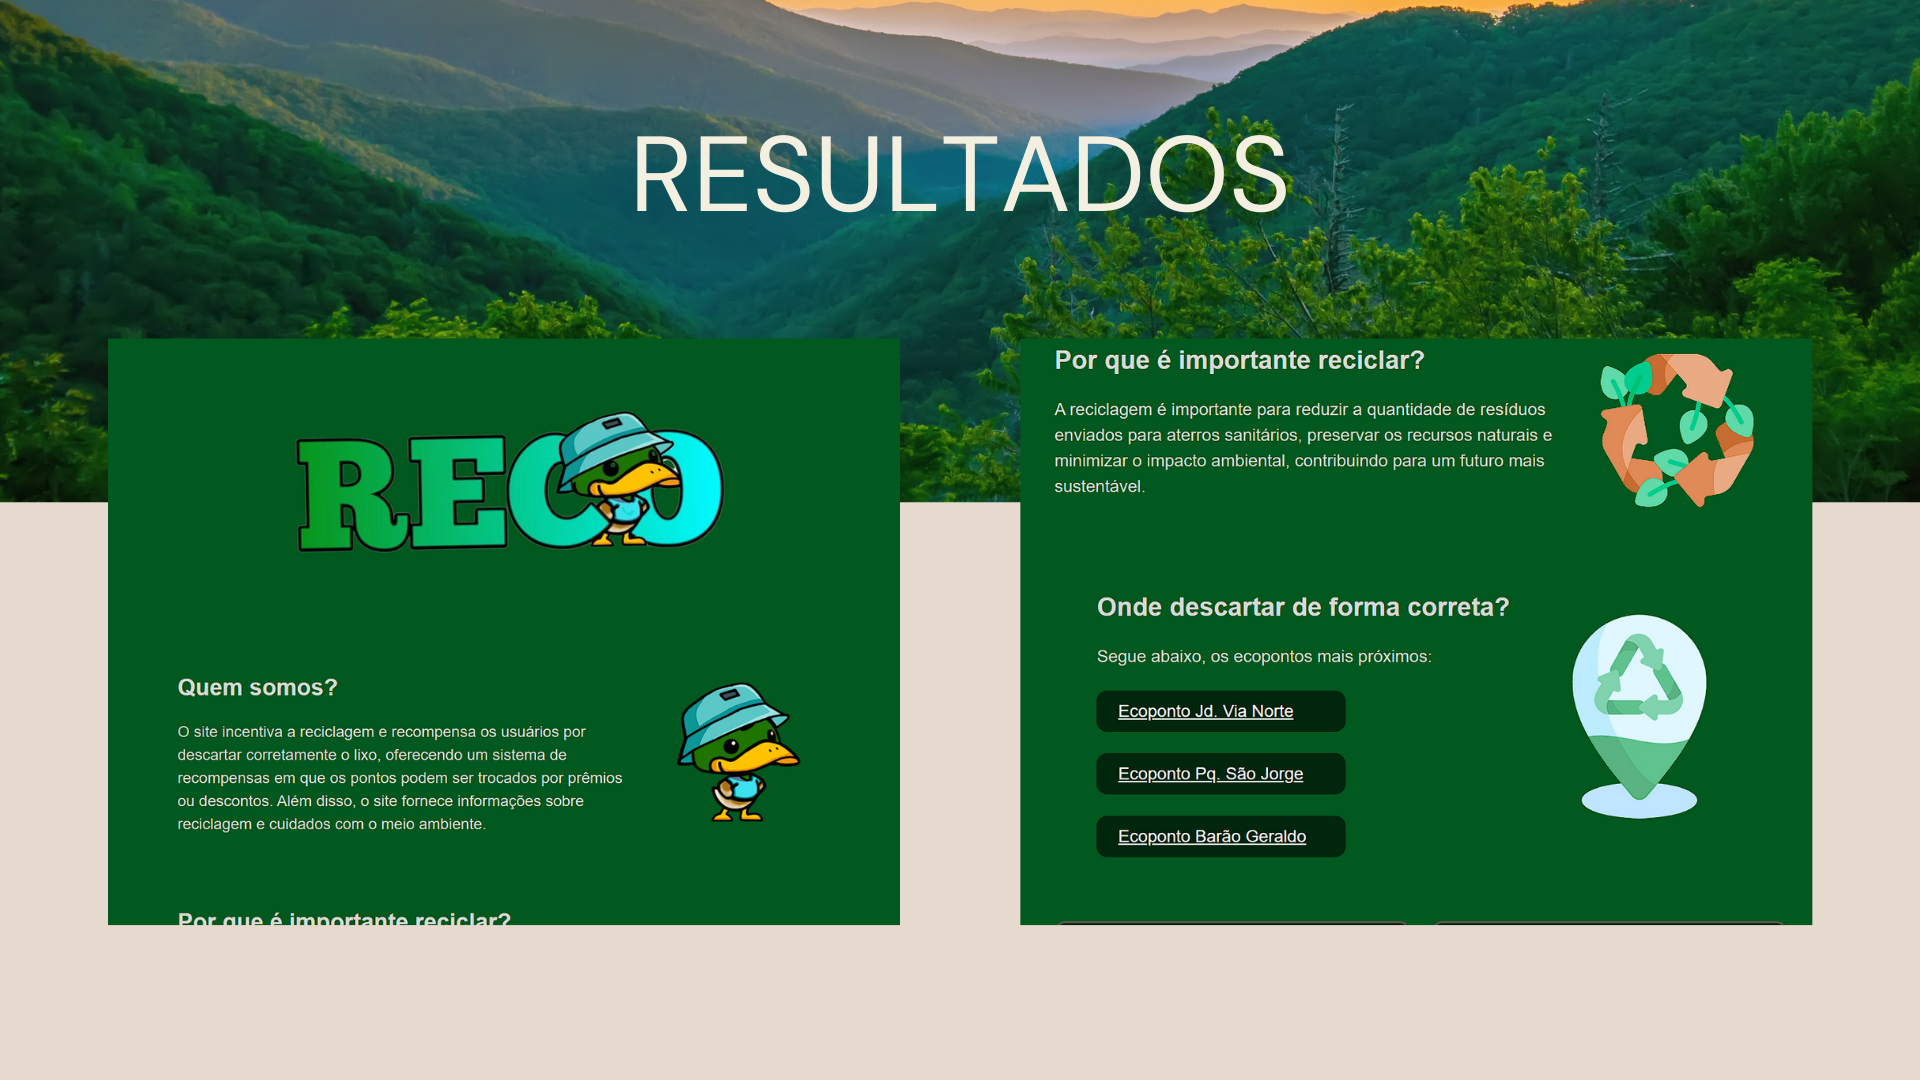 RESULTADOS
RECO
Quem somos?
O site incentiva a reciclagem e recompensa os usuários por
descartar corretamente o lixo, oferecendo um sistema de
recompensas em que os pontos podem ser trocados por prêmios
ou descontos. Além disso, o site fornece informações sobre
reciclagem e cuidados com o meio ambiente.
Por que é importante reciclar?
Por que é importante reciclar?
A reciclagem é importante para reduzir a quantidade de resíduos
enviados para aterros sanitários, preservar os recursos naturais e
minimizar o impacto ambiental, contribuindo para um futuro mais
sustentável.
Onde descartar de forma correta?
Segue abaixo, os ecopontos mais próximos:
Ecoponto Jd. Via Norte
Ecoponto Pq. São Jorge
Ecoponto Barão Geraldo